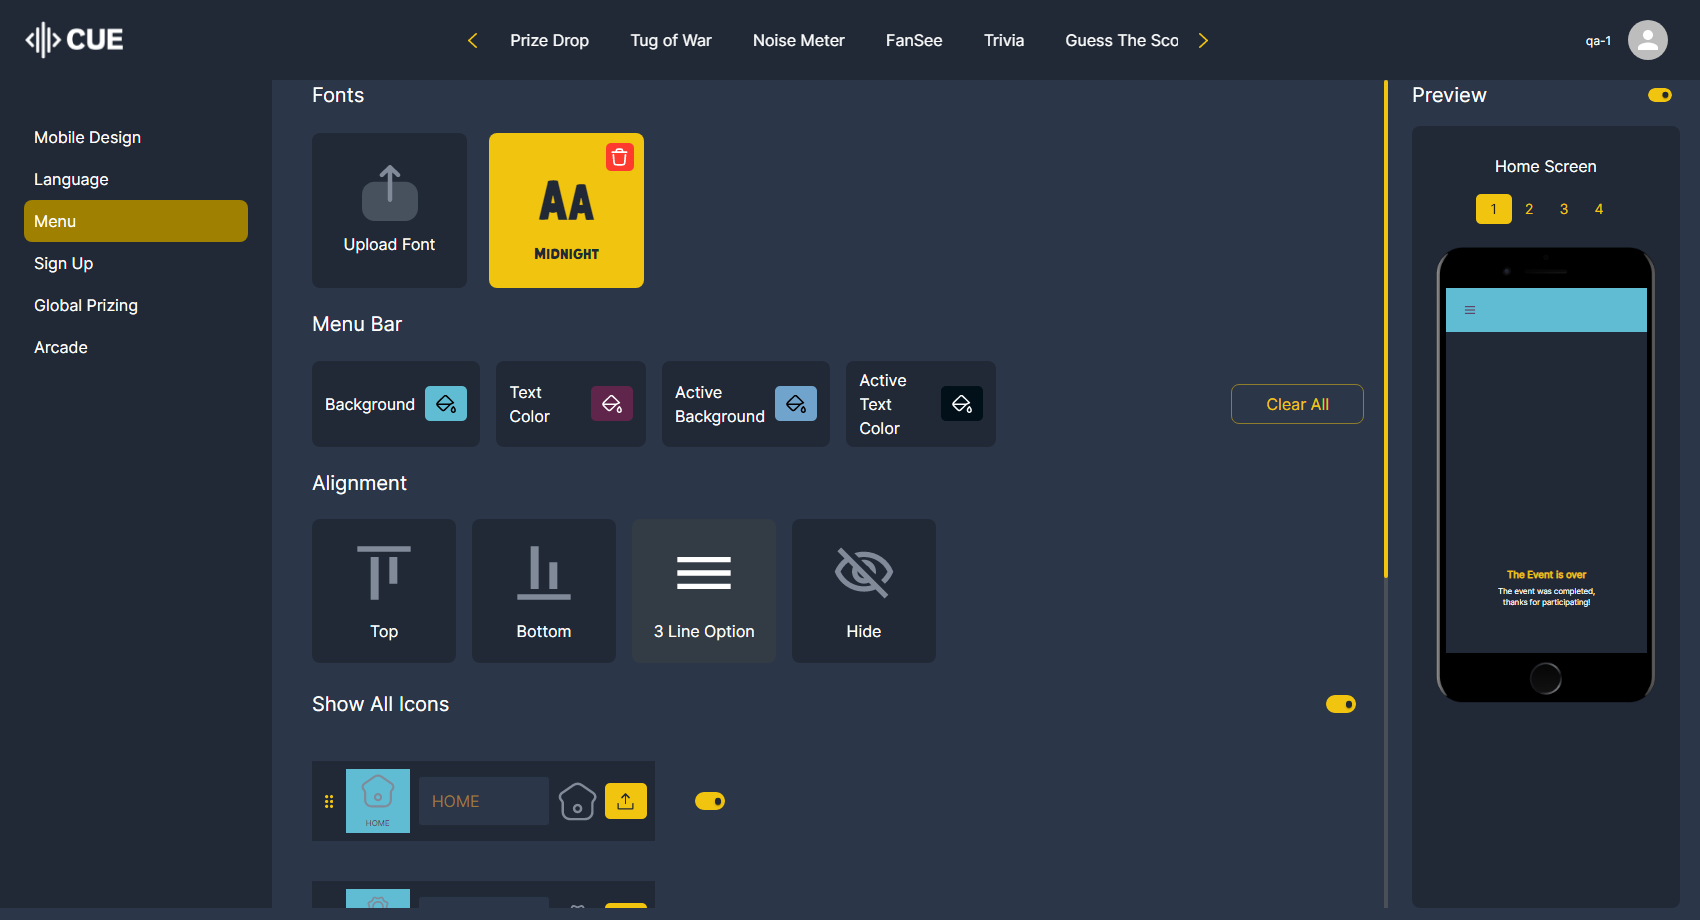 CUE
Prize Drop
Tug of War
Noise Meter
FanSee
Trivia
Guess The Sco
qa-1
Mobile Design
Language
Menu
Sign Up
Global Prizing
Arcade
Fonts
Upload Font
AA
MIDNIGHT
Menu Bar
Background
Text
Color
Active
Background
Active
Text
Color
Clear All
Alignment
Top
Bottom
3 Line Option
Hide
Show All Icons
HOME
HOME
Preview
Home Screen
1 2 3 4
The Event is over
The event was completed,
thanks for participating!